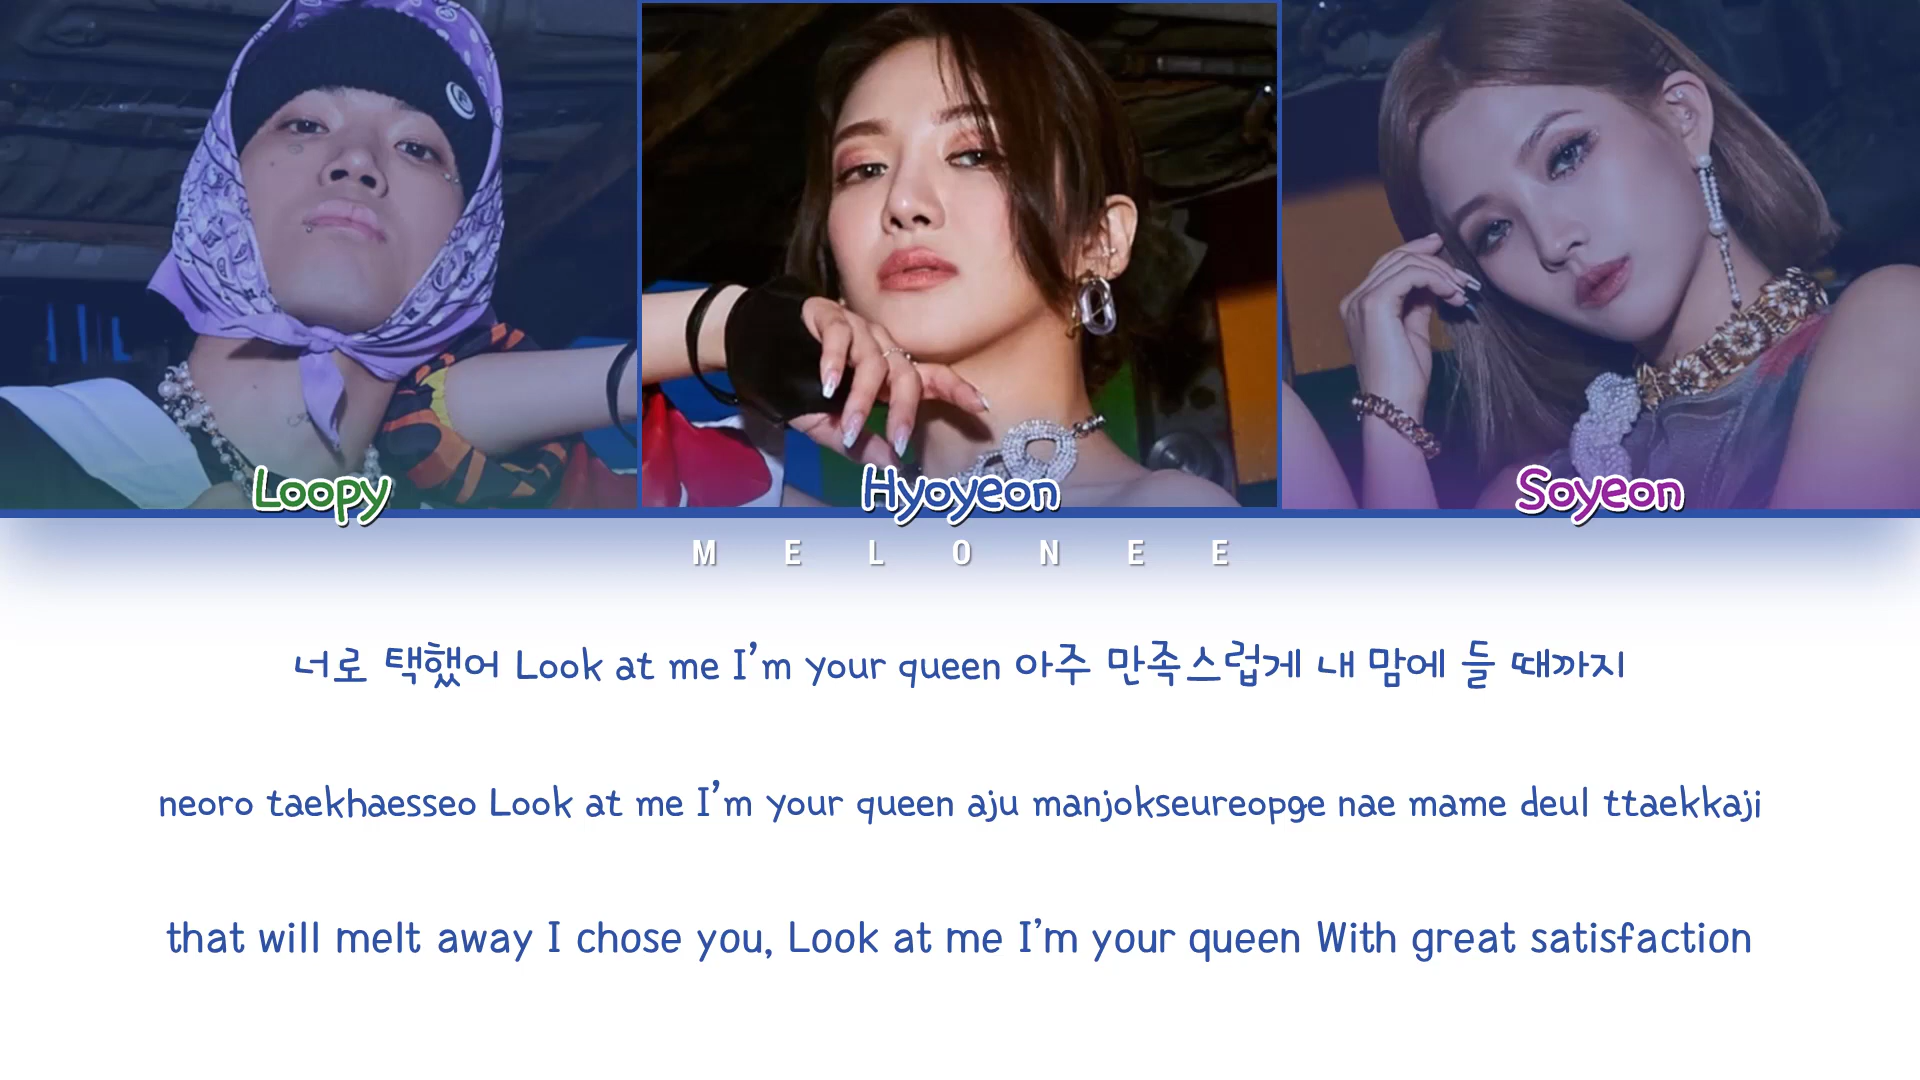 Loopy
Hyoyeon
Soyeon
MELONEE
너로 택했어 Look at me I'm your queen 아주 만족스럽게 내 맘에 들 때까지
neoro taekhaesseo Look at me I'm your queen aju manjokseureopge nae mame deul ttaekkaji
that will melt away I chose you, Look at me I'm your queen With great satisfaction